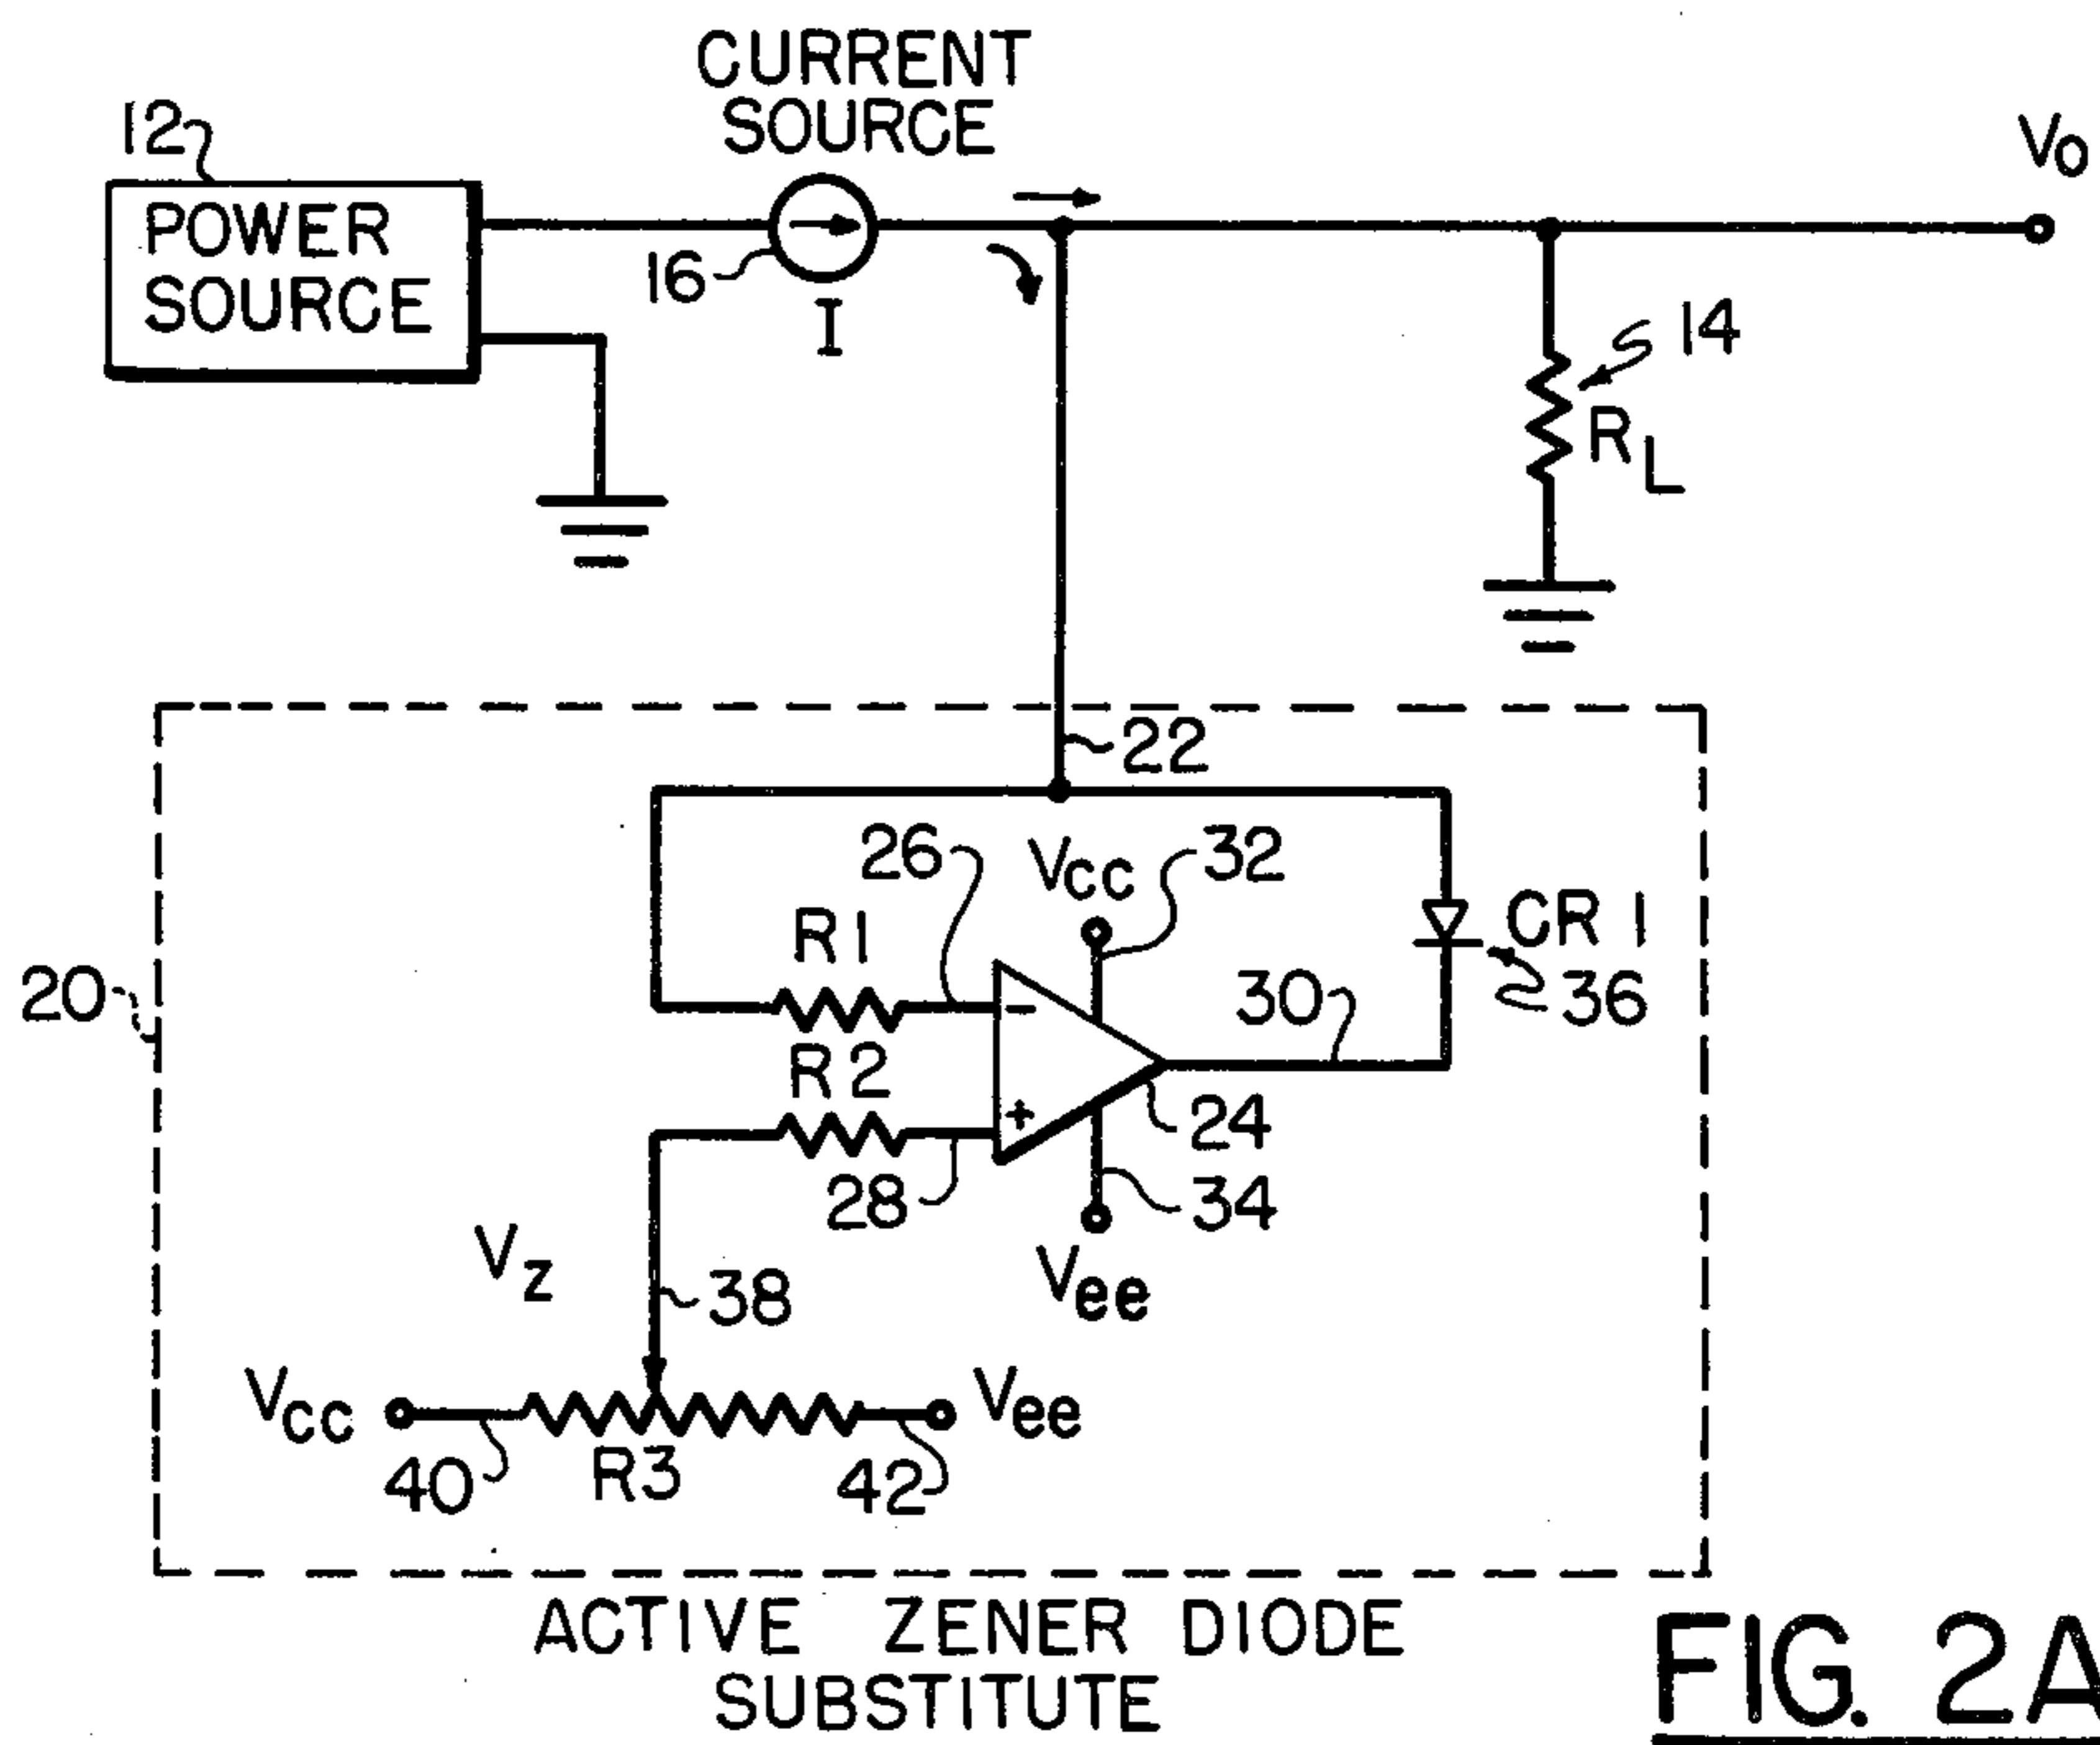 CURRENT
SOURCE
12
POWER
SOURCE
16
I
Vo
14
RL
22
20
26
Vcc
32
R1
CR1
36
30
R2
-
+
24
28
34
Vz
Vee
38
Vcc
Vee
40
R3
42
ACTIVE ZENER DIODE
SUBSTITUTE
FIG. 2A